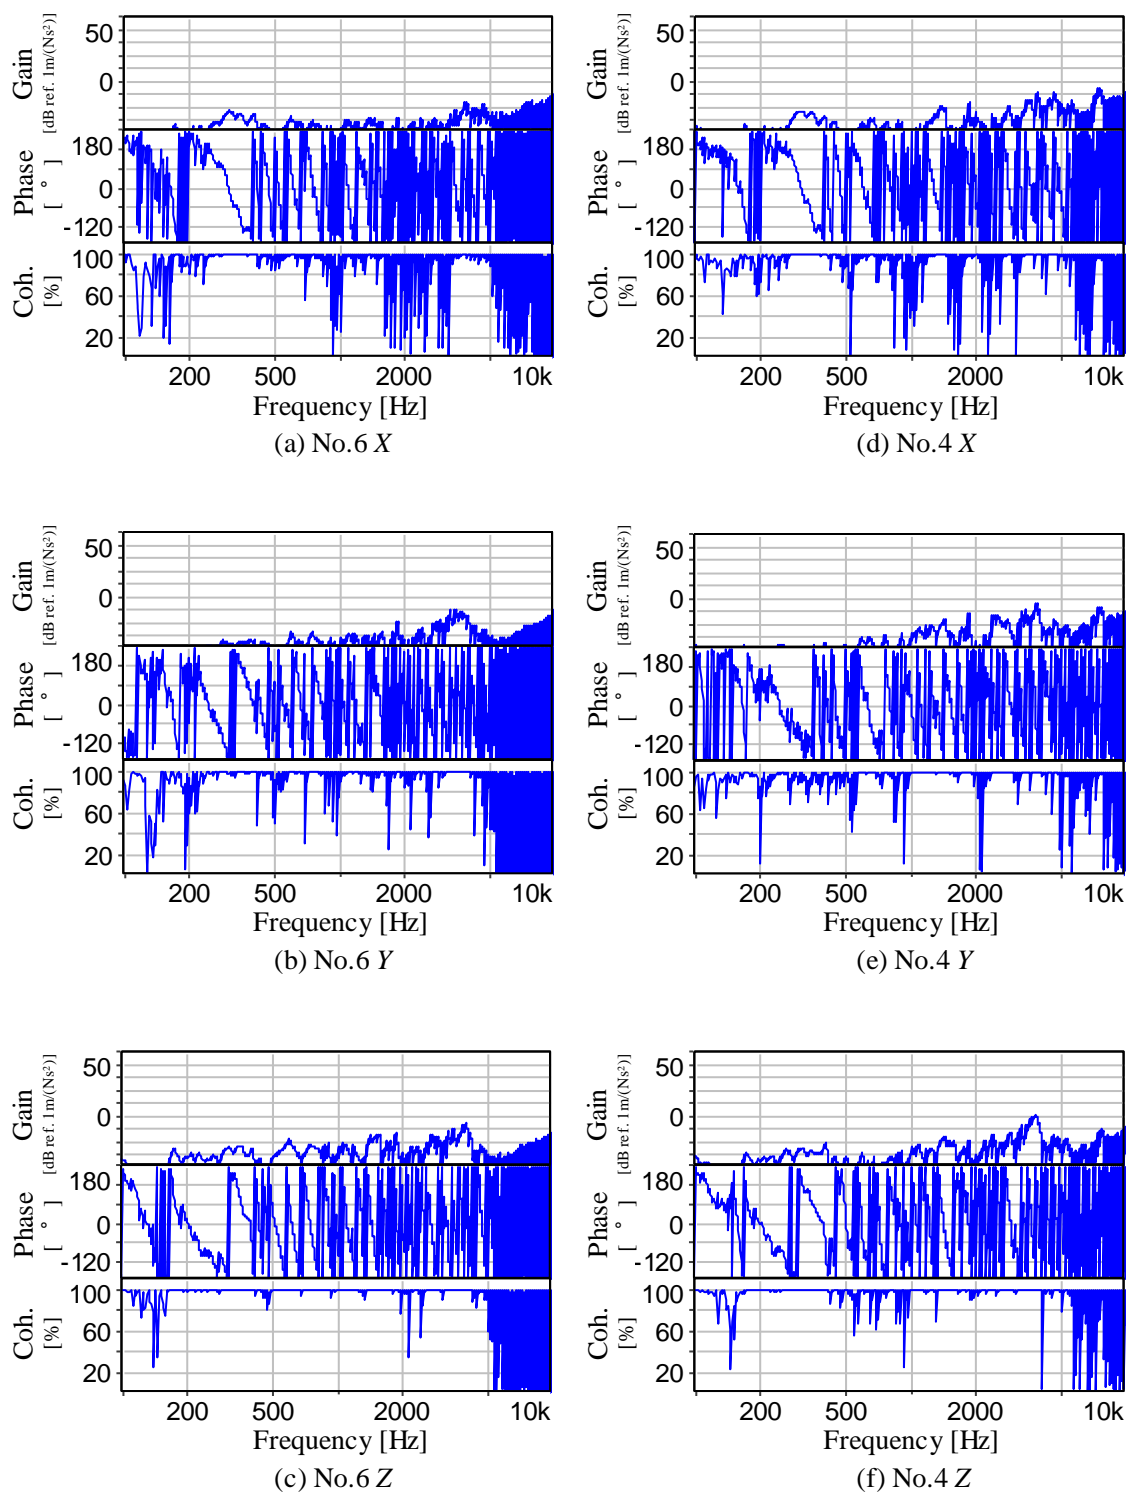 Gain
[dB ref. 1m/(Ns²)]
50
0
Phase
[ ° ]
180
0
-120
Coh.
[%]
100
60
20
200 500 2000 10k
Frequency [Hz]
(a) No.6 X
Gain
[dB ref. 1m/(Ns²)]
50
0
Phase
[ ° ]
180
0
-120
Coh.
[%]
100
60
20
200 500 2000 10k
Frequency [Hz]
(d) No.4 X
Gain
[dB ref. 1m/(Ns²)]
50
0
Phase
[ ° ]
180
0
-120
Coh.
[%]
100
60
20
200 500 2000 10k
Frequency [Hz]
(b) No.6 Y
Gain
[dB ref. 1m/(Ns²)]
50
0
Phase
[ ° ]
180
0
-120
Coh.
[%]
100
60
20
200 500 2000 10k
Frequency [Hz]
(e) No.4 Y
Gain
[dB ref. 1m/(Ns²)]
50
0
Phase
[ ° ]
180
0
-120
Coh.
[%]
100
60
20
200 500 2000 10k
Frequency [Hz]
(c) No.6 Z
Gain
[dB ref. 1m/(Ns²)]
50
0
Phase
[ ° ]
180
0
-120
Coh.
[%]
100
60
20
200 500 2000 10k
Frequency [Hz]
(f) No.4 Z